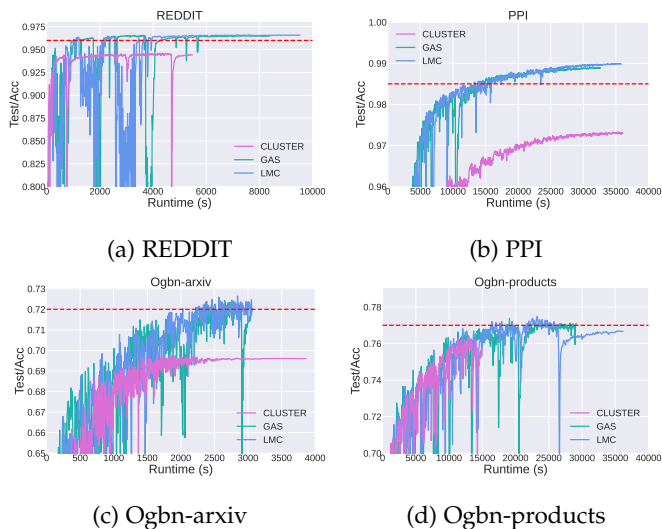 REDDIT
Test/Acc
0.975
0.950
0.925
0.900
0.875
0.850
0.825
0.800
CLUSTER
GAS
LMC
0 2000 4000 6000 8000 10000
Runtime (s)
(a) REDDIT
PPI
Test/Acc
1.00
0.99
0.98
0.97
0.96
CLUSTER
GAS
LMC
0 5000 10000 15000 20000 25000 30000 35000 40000
Runtime (s)
(b) PPI
Ogbn-arxiv
Test/Acc
0.73
0.72
0.71
0.70
0.69
0.68
0.67
0.66
0.65
CLUSTER
GAS
LMC
0 500 1000 1500 2000 2500 3000 3500 4000
Runtime (s)
(c) Ogbn-arxiv
Ogbn-products
Test/Acc
0.78
0.76
0.74
0.72
0.70
CLUSTER
GAS
LMC
0 5000 10000 15000 20000 25000 30000 35000 40000
Runtime (s)
(d) Ogbn-products